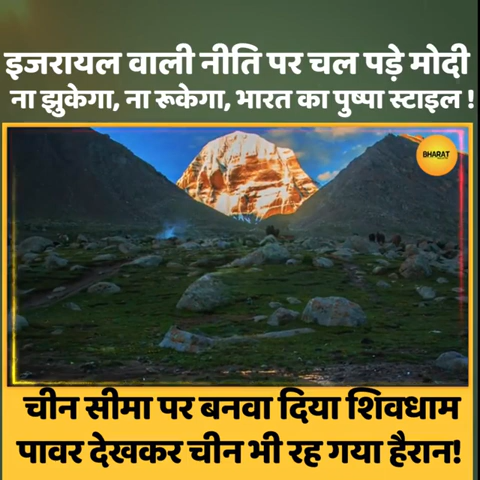 इजरायल वाली नीति पर चल पड़े मोदी
ना झुकेगा, ना रूकेगा, भारत का पुष्पा स्टाइल !
BHARAT
चीन सीमा पर बनवा दिया शिवधाम
पावर देखकर चीन भी रह गया हैरान!